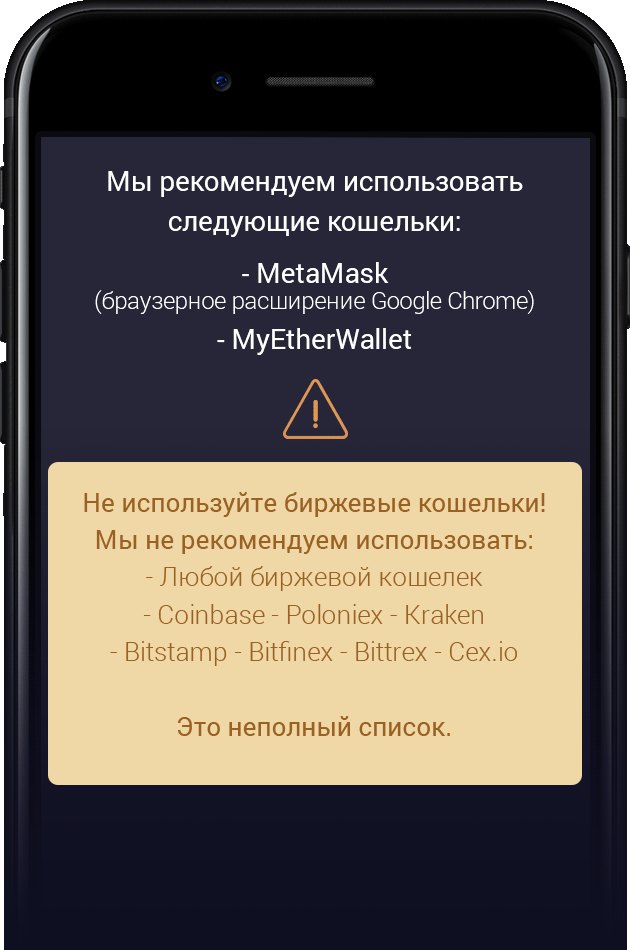 Мы рекомендуем использовать
следующие кошельки:
- MetaMask
(браузерное расширение Google Chrome)
- MyEtherWallet
Не используйте биржевые кошельки!
Мы не рекомендуем использовать:
- Любой биржевой кошелек
- Coinbase - Poloniex - Kraken
- Bitstamp - Bitfinex - Bittrex - Cex.io
Это неполный список.